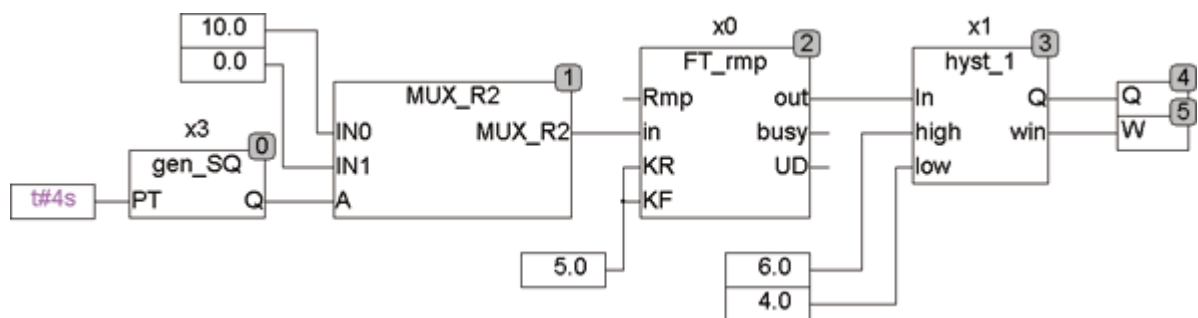 10.0
0.0
x3
0
gen_SQ
t#4s
PT
Q
1
MUX_R2
IN0
MUX_R2
IN1
A
x0
2
FT_rmp
Rmp
out
in
busy
KR
UD
KF
5.0
x1
3
hyst_1
In
Q
high
win
low
6.0
4.0
4
Q
5
W